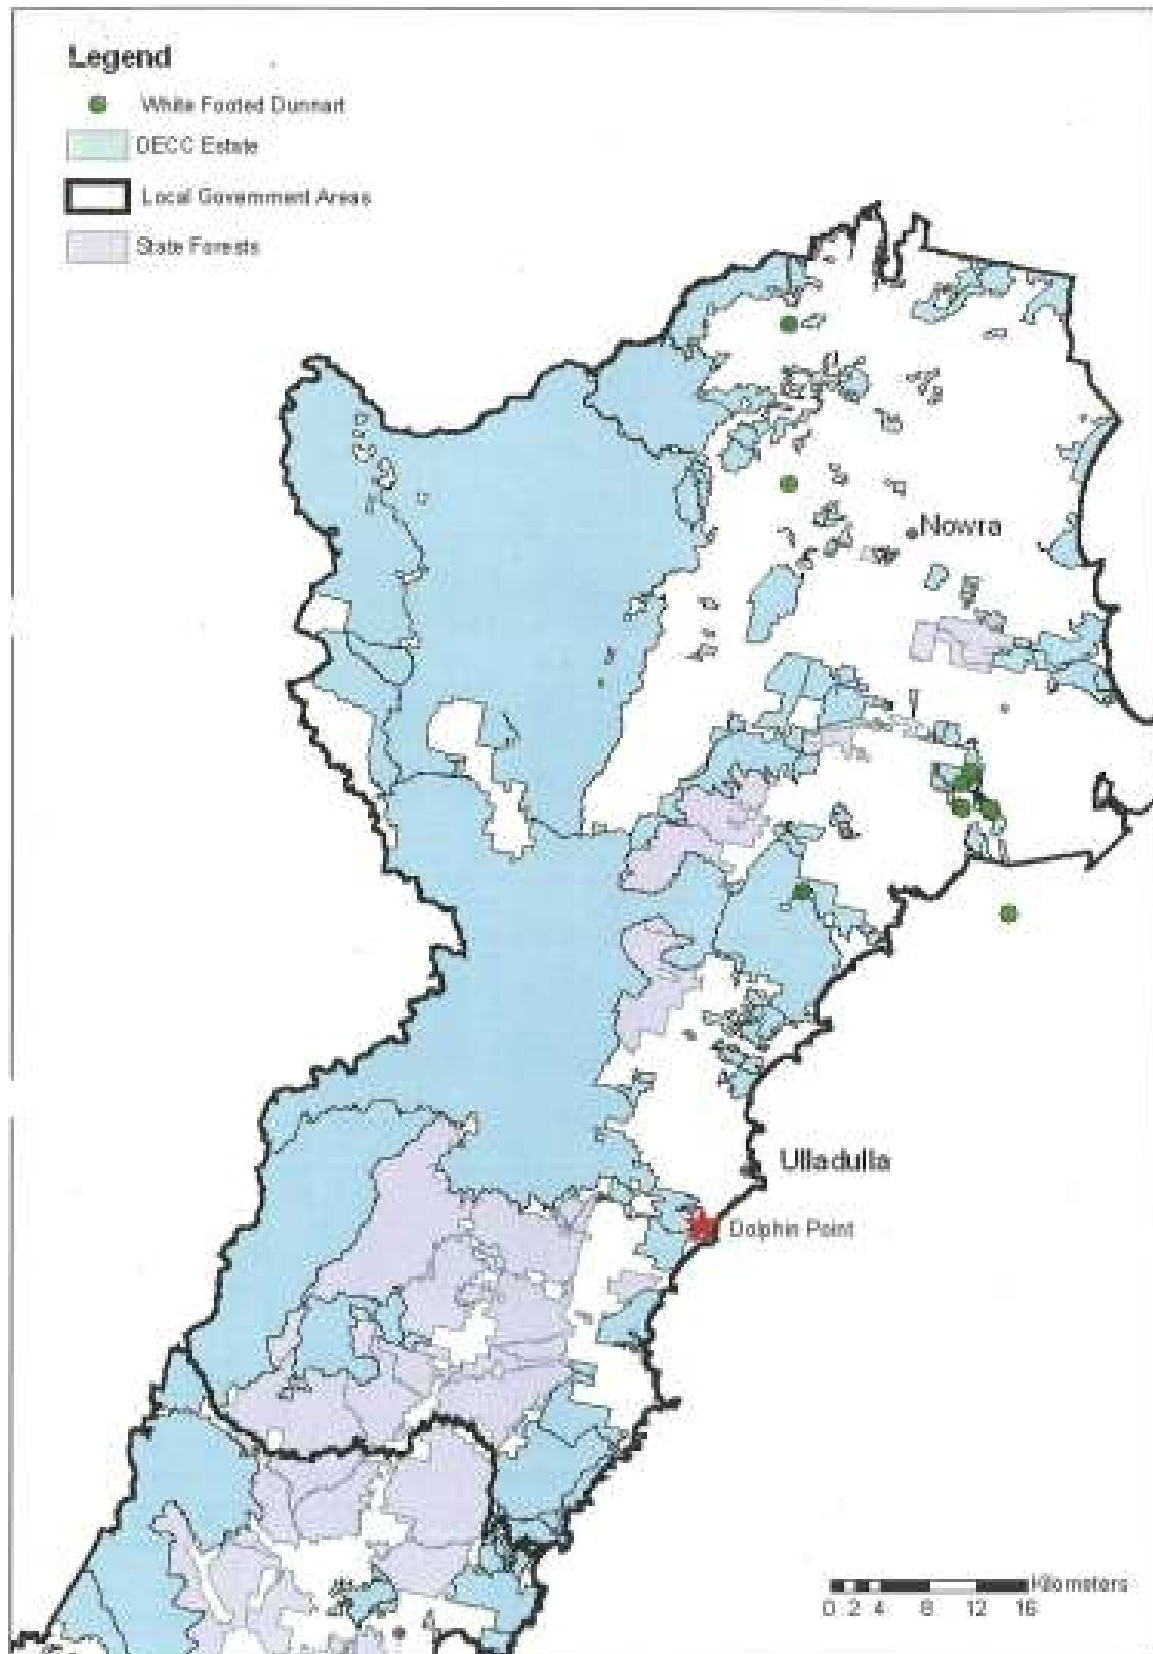 Legend
White Footed Dunnart
DECC Estate
Local Government Areas
State Forests
Nowra
Ulladulla
Dolphin Point
Kilometers
0 2 4 8 12 16